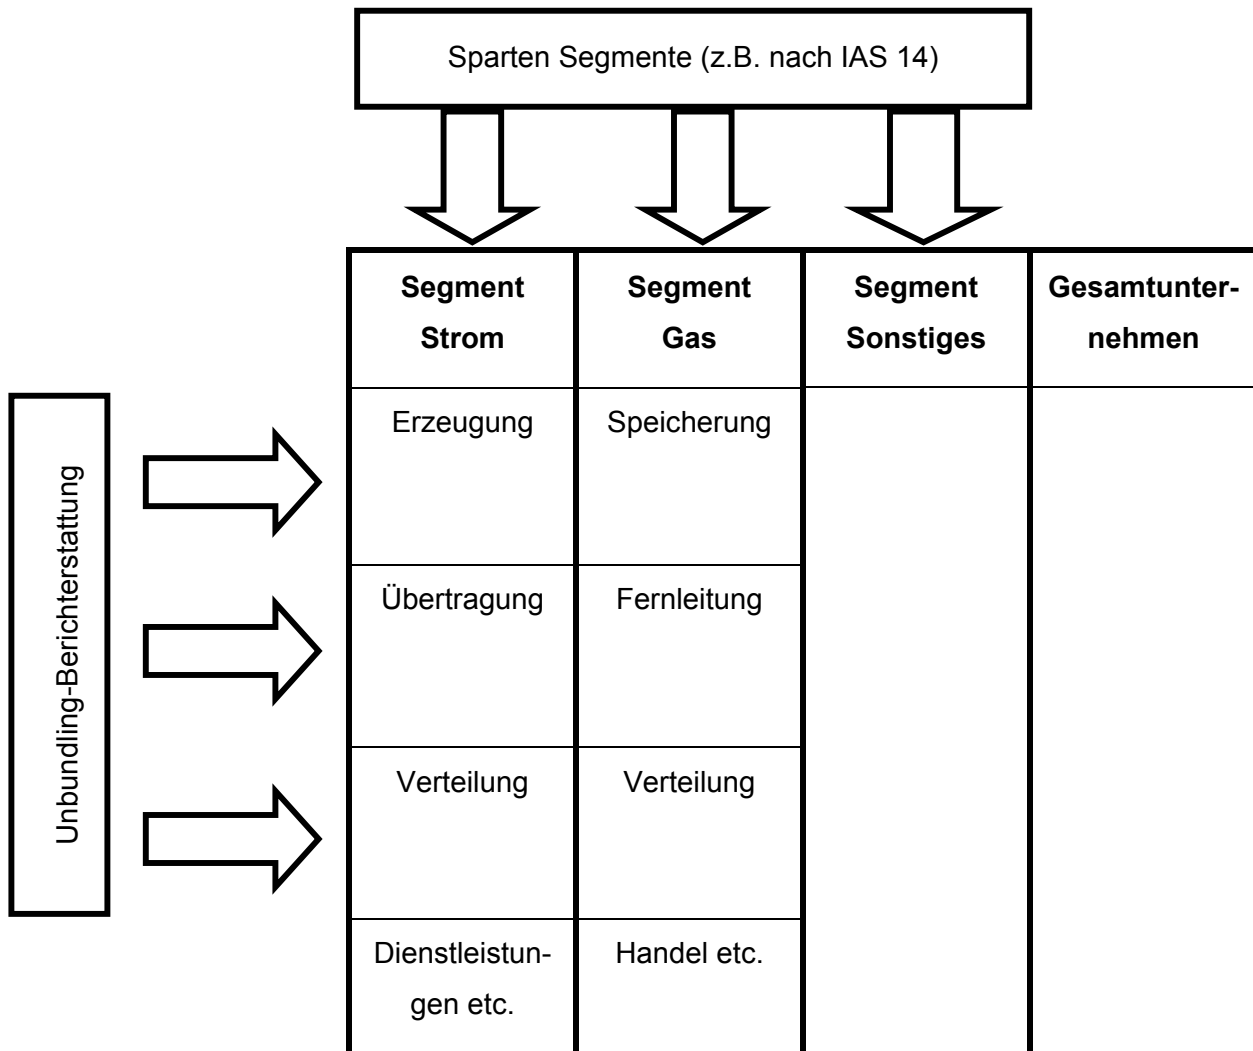 Sparten Segmente (z.B. nach IAS 14)
Segment Segment Segment Gesamtunter-
Strom Gas Sonstiges nehmen
Unbundling-Berichterstattung
Erzeugung Speicherung
Übertragung Fernleitung
Verteilung Verteilung
Dienstleistun- Handel etc.
gen etc.